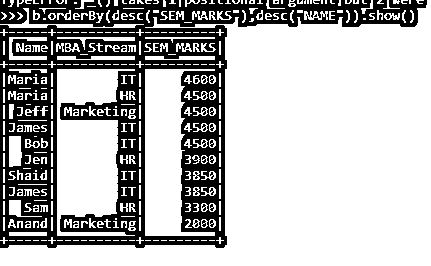 TypeError: _() takes 1 positional argument but 2 were
>>> b.orderBy(desc("SEM_MARKS"),desc("NAME")).show()
+------+----------+---------+
| Name|MBA_Stream|SEM_MARKS|
+------+----------+---------+
| Maria| IT| 4600|
| Maria| HR| 4500|
| Jeff| Marketing| 4500|
| James| IT| 4500|
| Bob| IT| 4500|
| Jen| HR| 3900|
| Shaid| IT| 3850|
| James| IT| 3850|
| Sam| HR| 3300|
|Anand| Marketing| 2000|
+------+----------+---------+